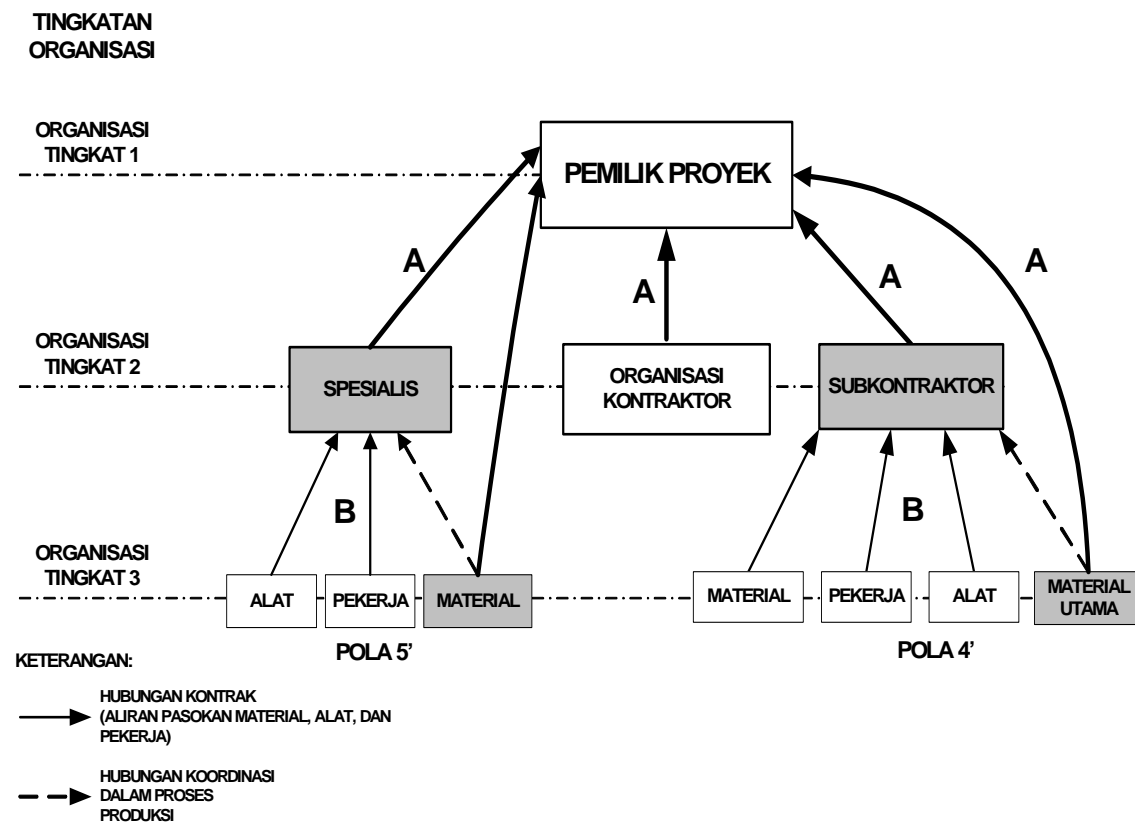 TINGKATAN
ORGANISASI
ORGANISASI
TINGKAT 1
PEMILIK PROYEK
A
A
A
A
ORGANISASI
TINGKAT 2
SPESIALIS
ORGANISASI
KONTRAKTOR
SUBKONTRAKTOR
B
B
ORGANISASI
TINGKAT 3
ALAT
PEKERJA
MATERIAL
MATERIAL
PEKERJA
ALAT
MATERIAL
UTAMA
POLA 5'
POLA 4'
KETERANGAN:
HUBUNGAN KONTRAK
(ALIRAN PASOKAN MATERIAL, ALAT, DAN
PEKERJA)
HUBUNGAN KOORDINASI
DALAM PROSES
PRODUKSI